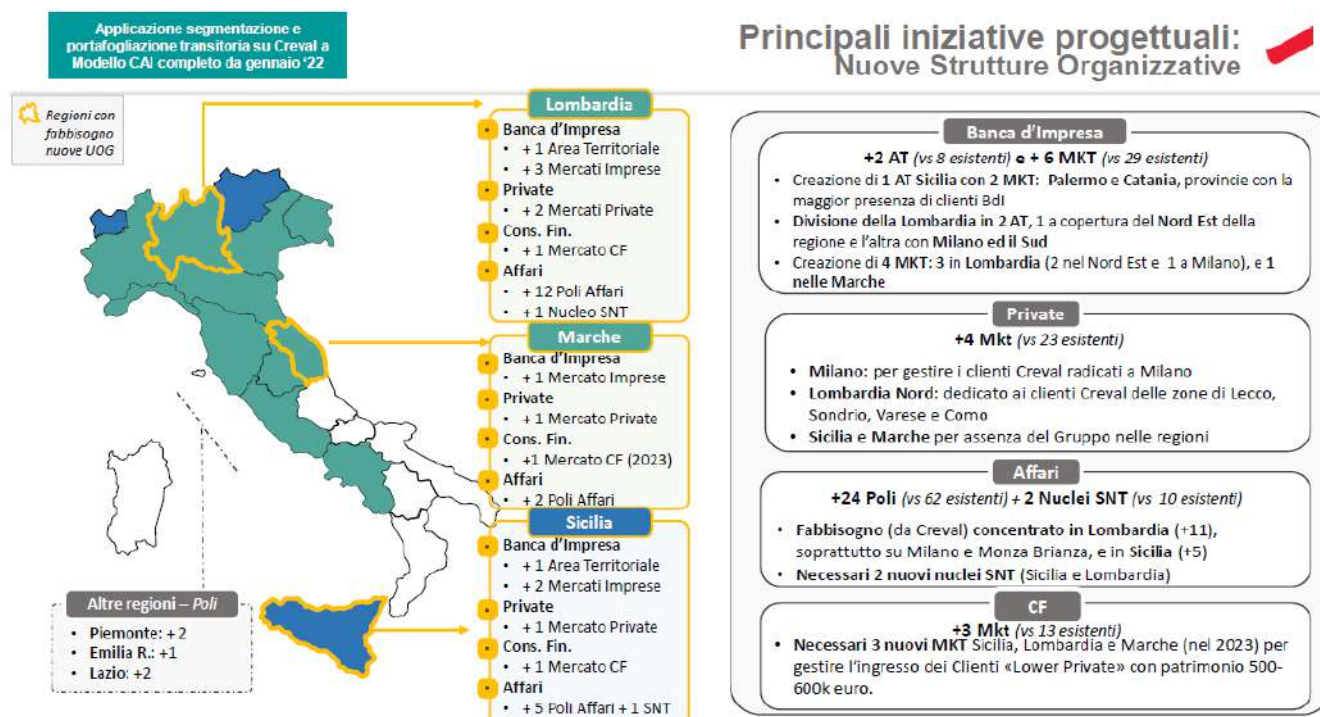 Applicazione segmentazione e
portafogliazione transitoria su Creval a
Modello CAI completo da gennaio '22
Principali iniziative progettuali:
Nuove Strutture Organizzative
Regioni con
fabbisogno
nuove UOG
Lombardia
Banca d'Impresa
• + 1 Area Territoriale
• + 3 Mercati Imprese
Private
• + 2 Mercati Private
Cons. Fin.
• + 1 Mercato CF
Affari
• + 12 Poli Affari
• + 1 Nucleo SNT
Marche
Banca d'Impresa
• + 1 Mercato Imprese
Private
• + 1 Mercato Private
Cons. Fin.
• +1 Mercato CF (2023)
Affari
• + 2 Poli Affari
Sicilia
Banca d'Impresa
• + 1 Area Territoriale
• + 2 Mercati Imprese
Private
• + 1 Mercato Private
Cons. Fin.
• + 1 Mercato CF
Affari
• + 5 Poli Affari + 1 SNT
Altre regioni – Poli
• Piemonte: + 2
• Emilia R.: +1
• Lazio: +2
Banca d'Impresa
+2 AT (vs 8 esistenti) e + 6 MKT (vs 29 esistenti)
• Creazione di 1 AT Sicilia con 2 MKT: Palermo e Catania, provincie con la
maggior presenza di clienti BdI
• Divisione della Lombardia in 2 AT, 1 a copertura del Nord Est della
regione e l'altra con Milano ed il Sud
• Creazione di 4 MKT: 3 in Lombardia (2 nel Nord Est e 1 a Milano), e 1
nelle Marche
Private
+4 Mkt (vs 23 esistenti)
• Milano: per gestire i clienti Creval radicati a Milano
• Lombardia Nord: dedicato ai clienti Creval delle zone di Lecco,
Sondrio, Varese e Como
• Sicilia e Marche per assenza del Gruppo nelle regioni
Affari
+24 Poli (vs 62 esistenti) + 2 Nuclei SNT (vs 10 esistenti)
• Fabbisogno (da Creval) concentrato in Lombardia (+11),
soprattutto su Milano e Monza Brianza, e in Sicilia (+5)
• Necessari 2 nuovi nuclei SNT (Sicilia e Lombardia)
CF
+3 Mkt (vs 13 esistenti)
• Necessari 3 nuovi MKT Sicilia, Lombardia e Marche (nel 2023) per
gestire l'ingresso dei Clienti «Lower Private» con patrimonio 500-
600k euro.